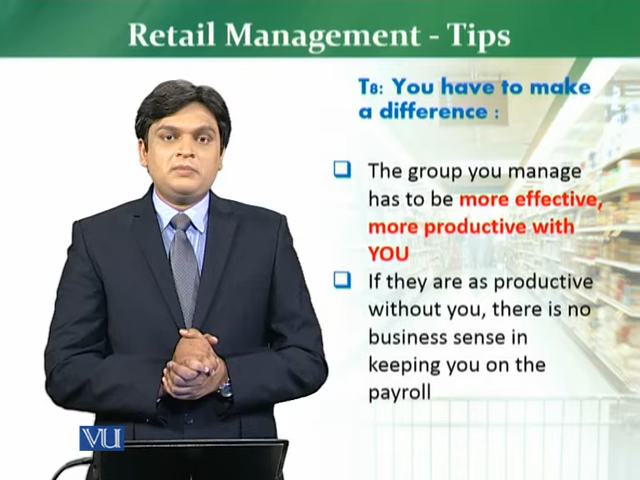 Retail Management - Tips
T8: You have to make
a difference :
The group you manage
has to be more effective,
more productive with
YOU
If they are as productive
without you, there is no
business sense in
keeping you on the
payroll
VU